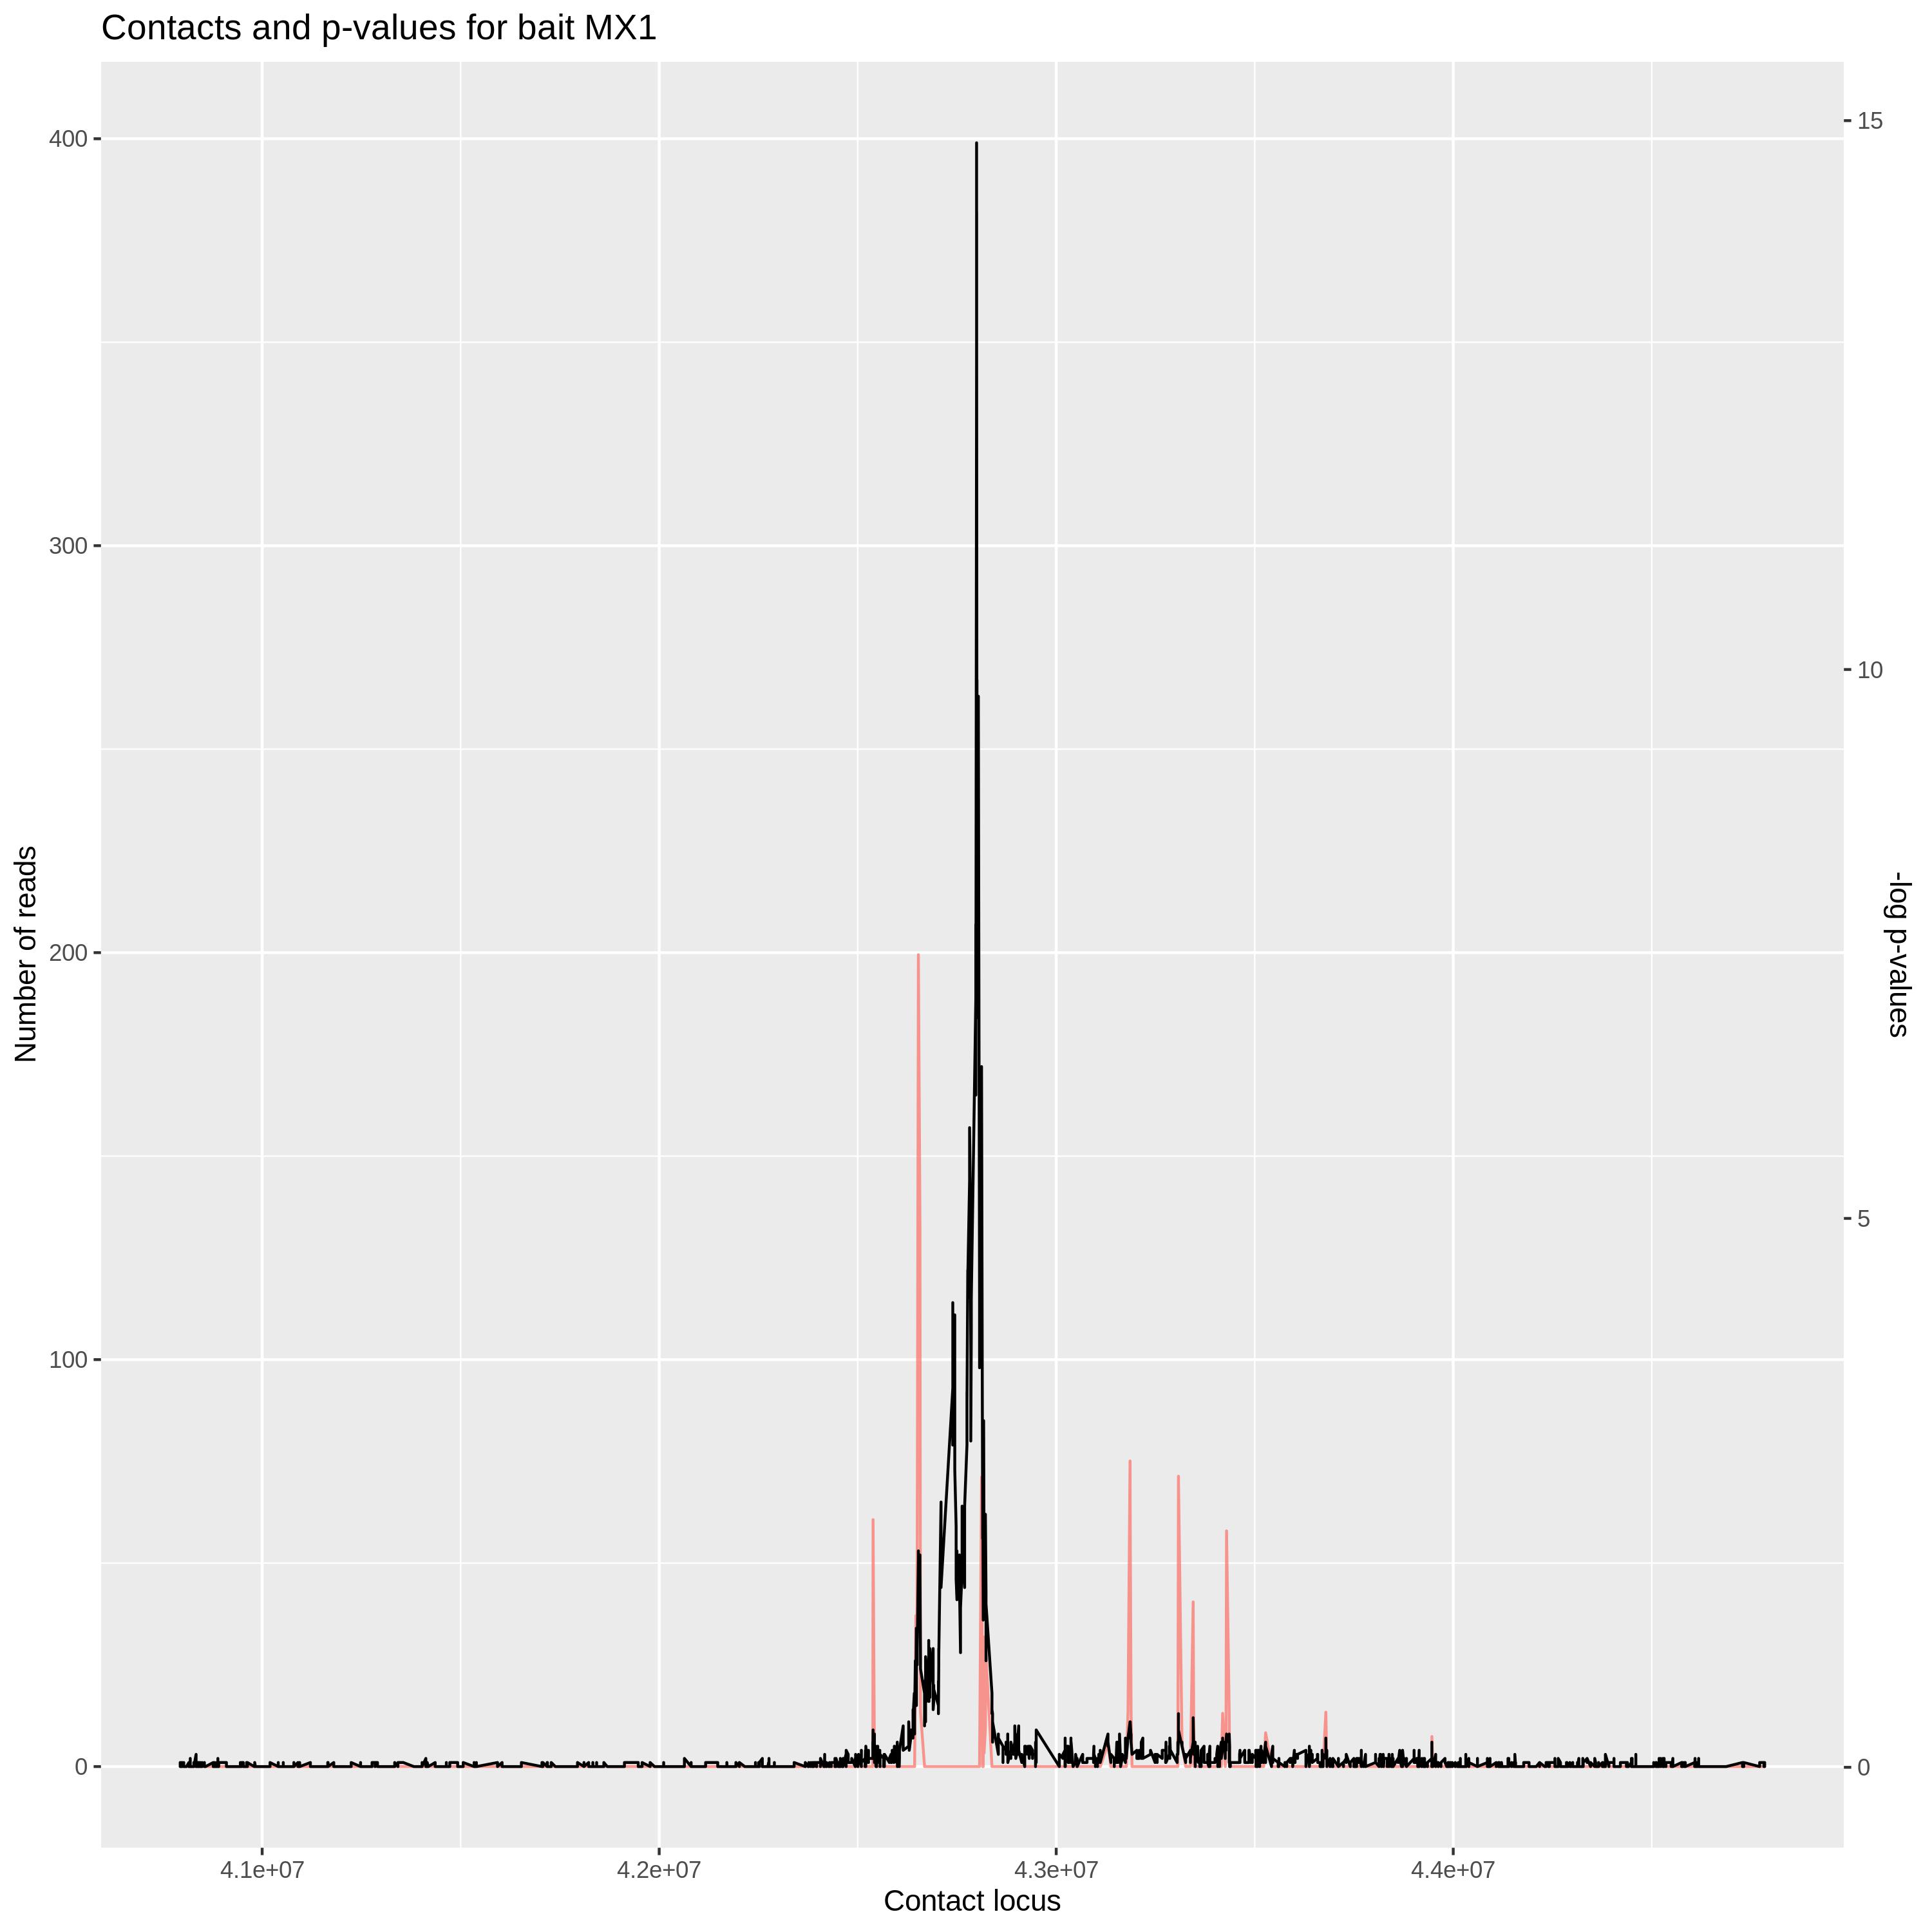 Contacts and p-values for bait MX1
400
300
200
100
0
Number of reads
15
10
5
0
-log p-values
4.1e+07
4.2e+07
4.3e+07
4.4e+07
Contact locus